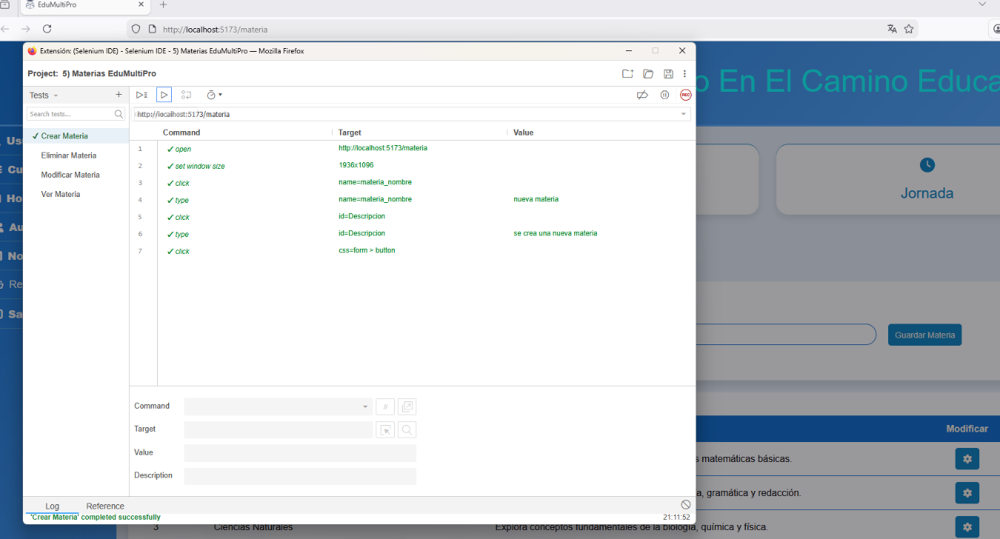 EduMultiPro
http://localhost:5173/materia
Extensión: (Selenium IDE) - Selenium IDE - 5) Materias EduMultiPro — Mozilla Firefox
Project: 5) Materias EduMultiPro
Tests
Search tests...
http://localhost:5173/materia
REC
Command Target Value
✓ Crear Materia
Eliminar Materia
Modificar Materia
Ver Materia
1 ✓ open http://localhost:5173/materia
2 ✓ set window size 1936x1096
3 ✓ click name=materia_nombre
4 ✓ type name=materia_nombre nueva materia
5 ✓ click id=Descripcion
6 ✓ type id=Descripcion se crea una nueva materia
7 ✓ click css=form > button
Command
//
Target
Value
Description
Log Reference
'Crear Materia' completed successfully 21:11:52
o En El Camino Educa
Jornada
Us
Cu
Ho
Au
No
Re
Sa
Guardar Materia
Modificar
s matemáticas básicas.
a, gramática y redacción.
3 Ciencias Naturales Explora conceptos fundamentales de la biología, química y física.